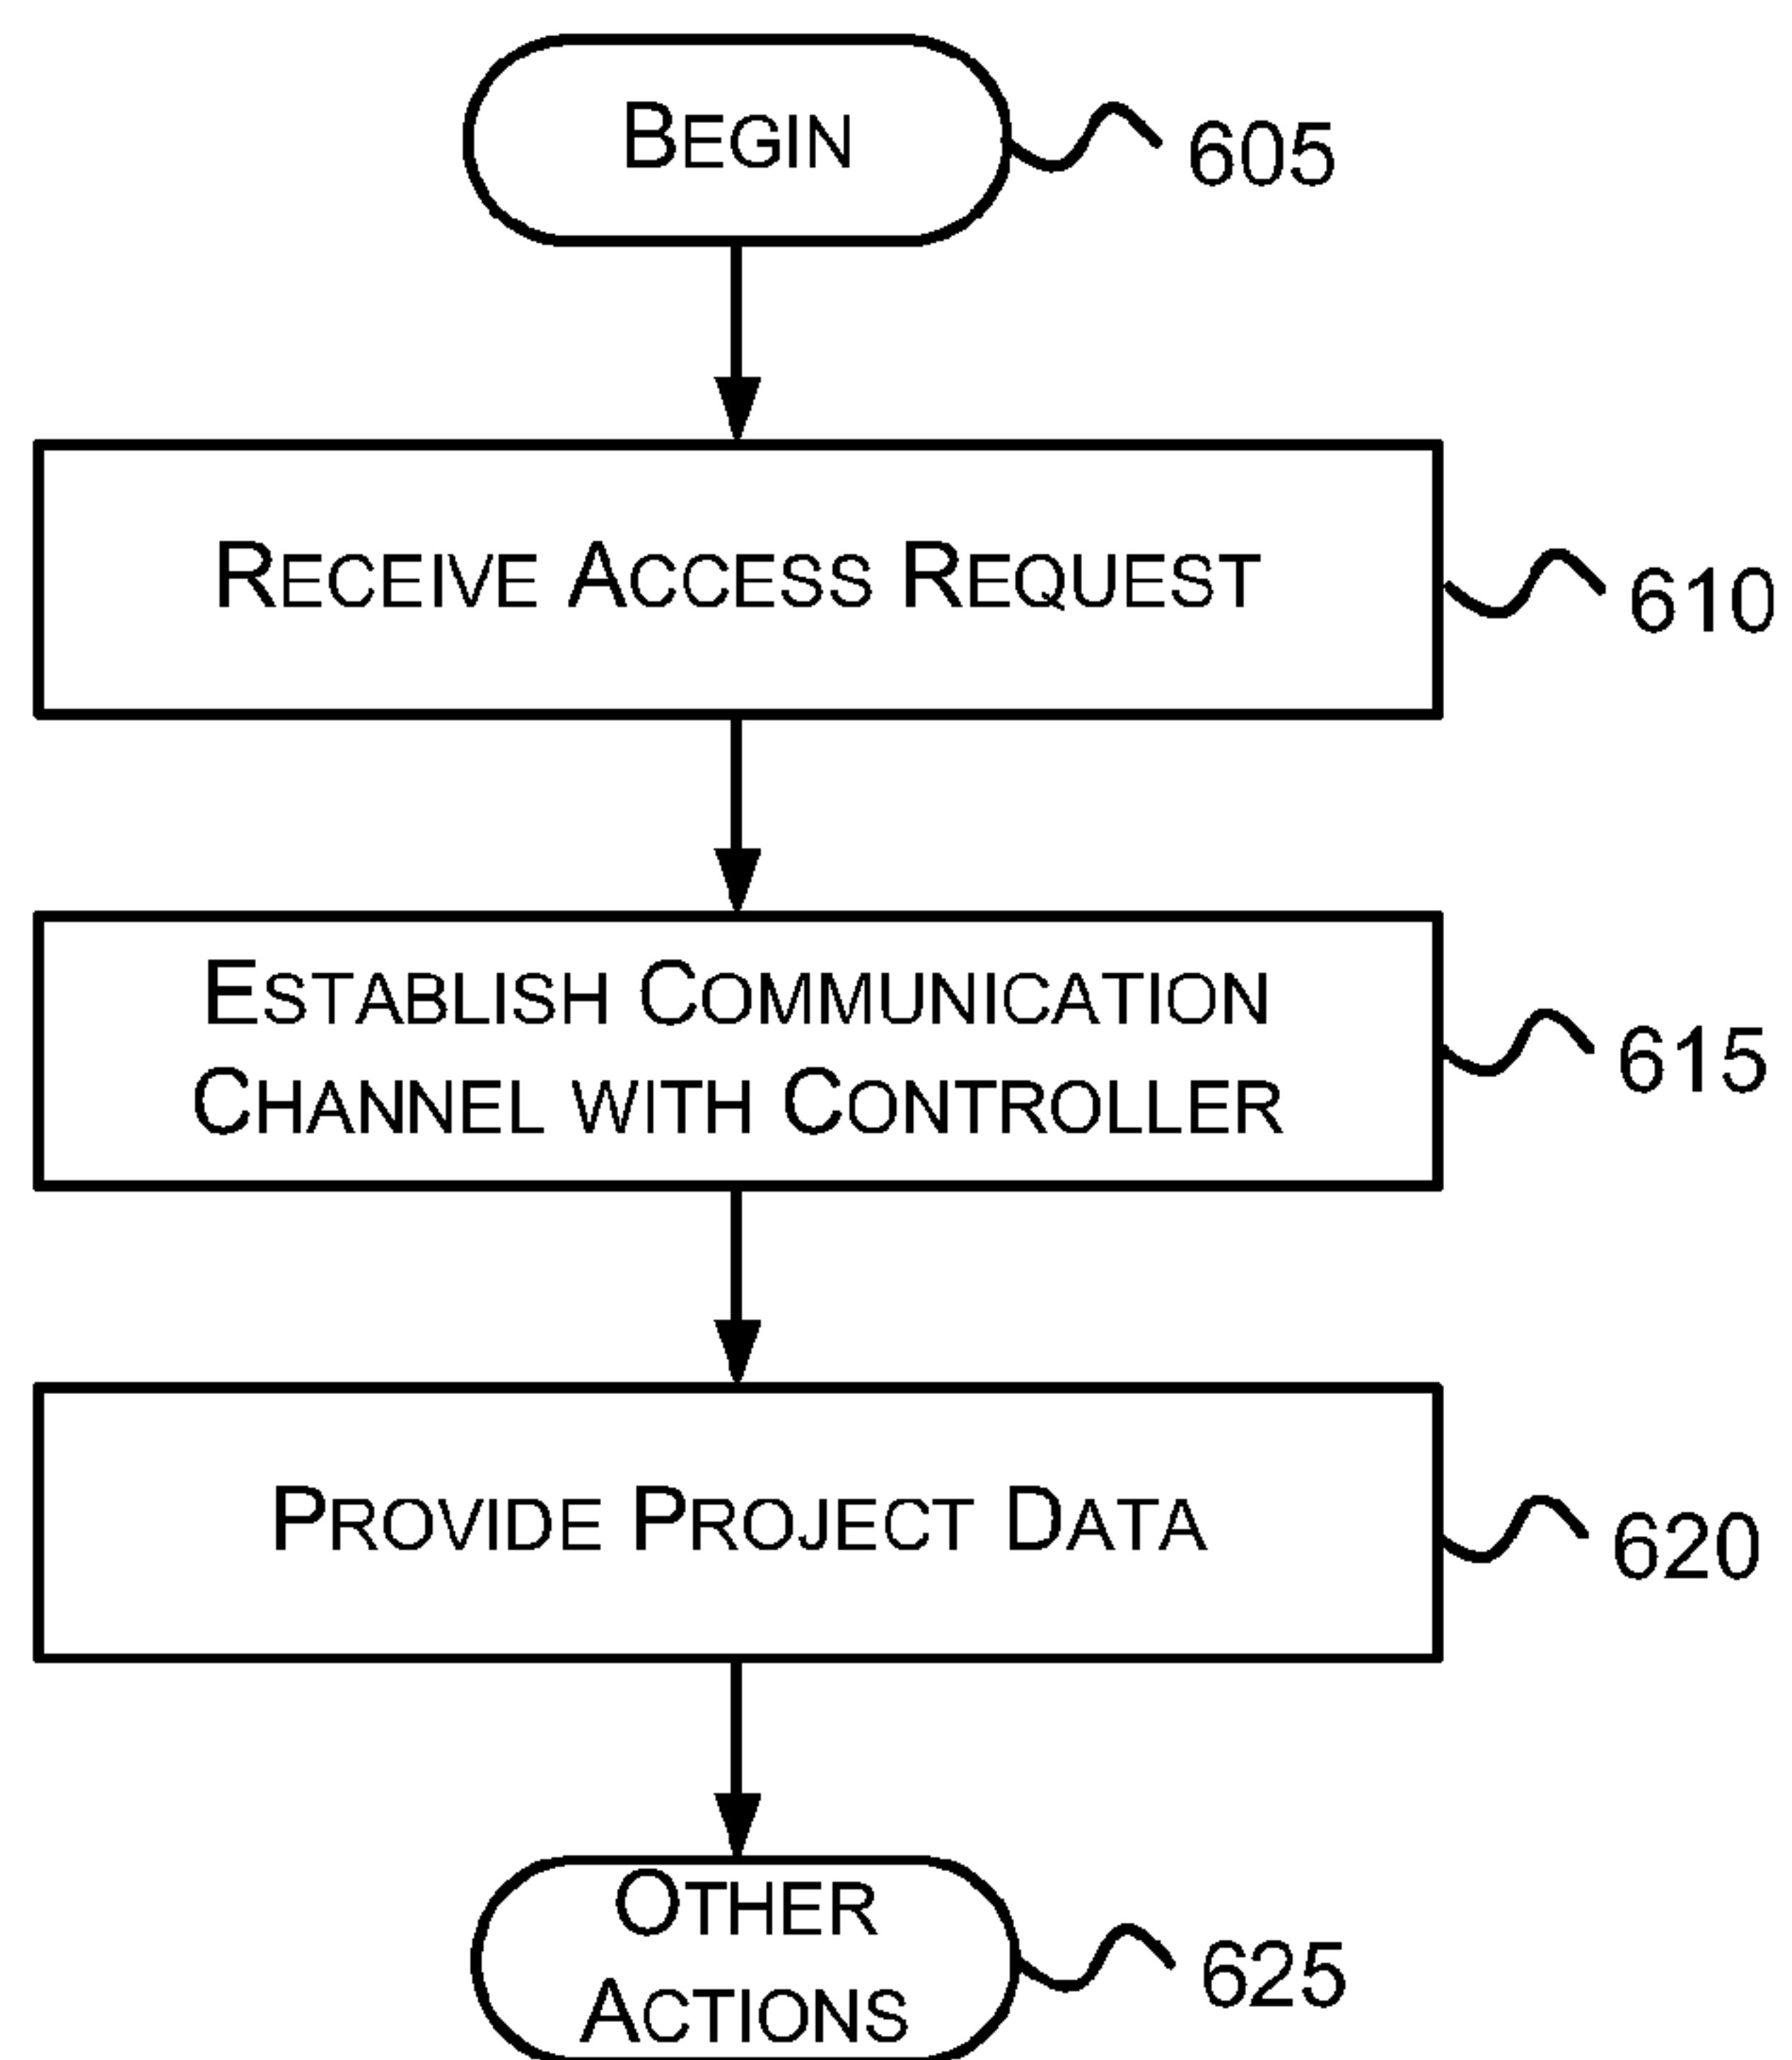 BEGIN
605
RECEIVE ACCESS REQUEST
610
ESTABLISH COMMUNICATION
CHANNEL WITH CONTROLLER
615
PROVIDE PROJECT DATA
620
OTHER
ACTIONS
625